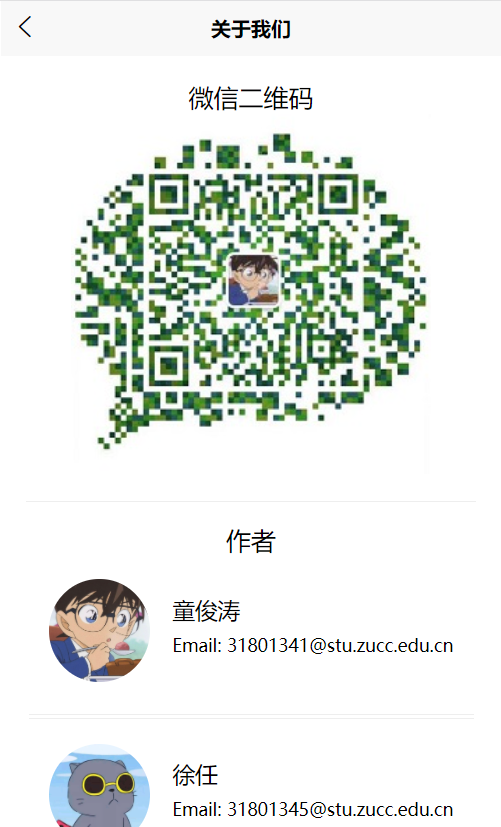 关于我们
微信二维码
作者
童俊涛
Email: 31801341@stu.zucc.edu.cn
徐任
Email: 31801345@stu.zucc.edu.cn